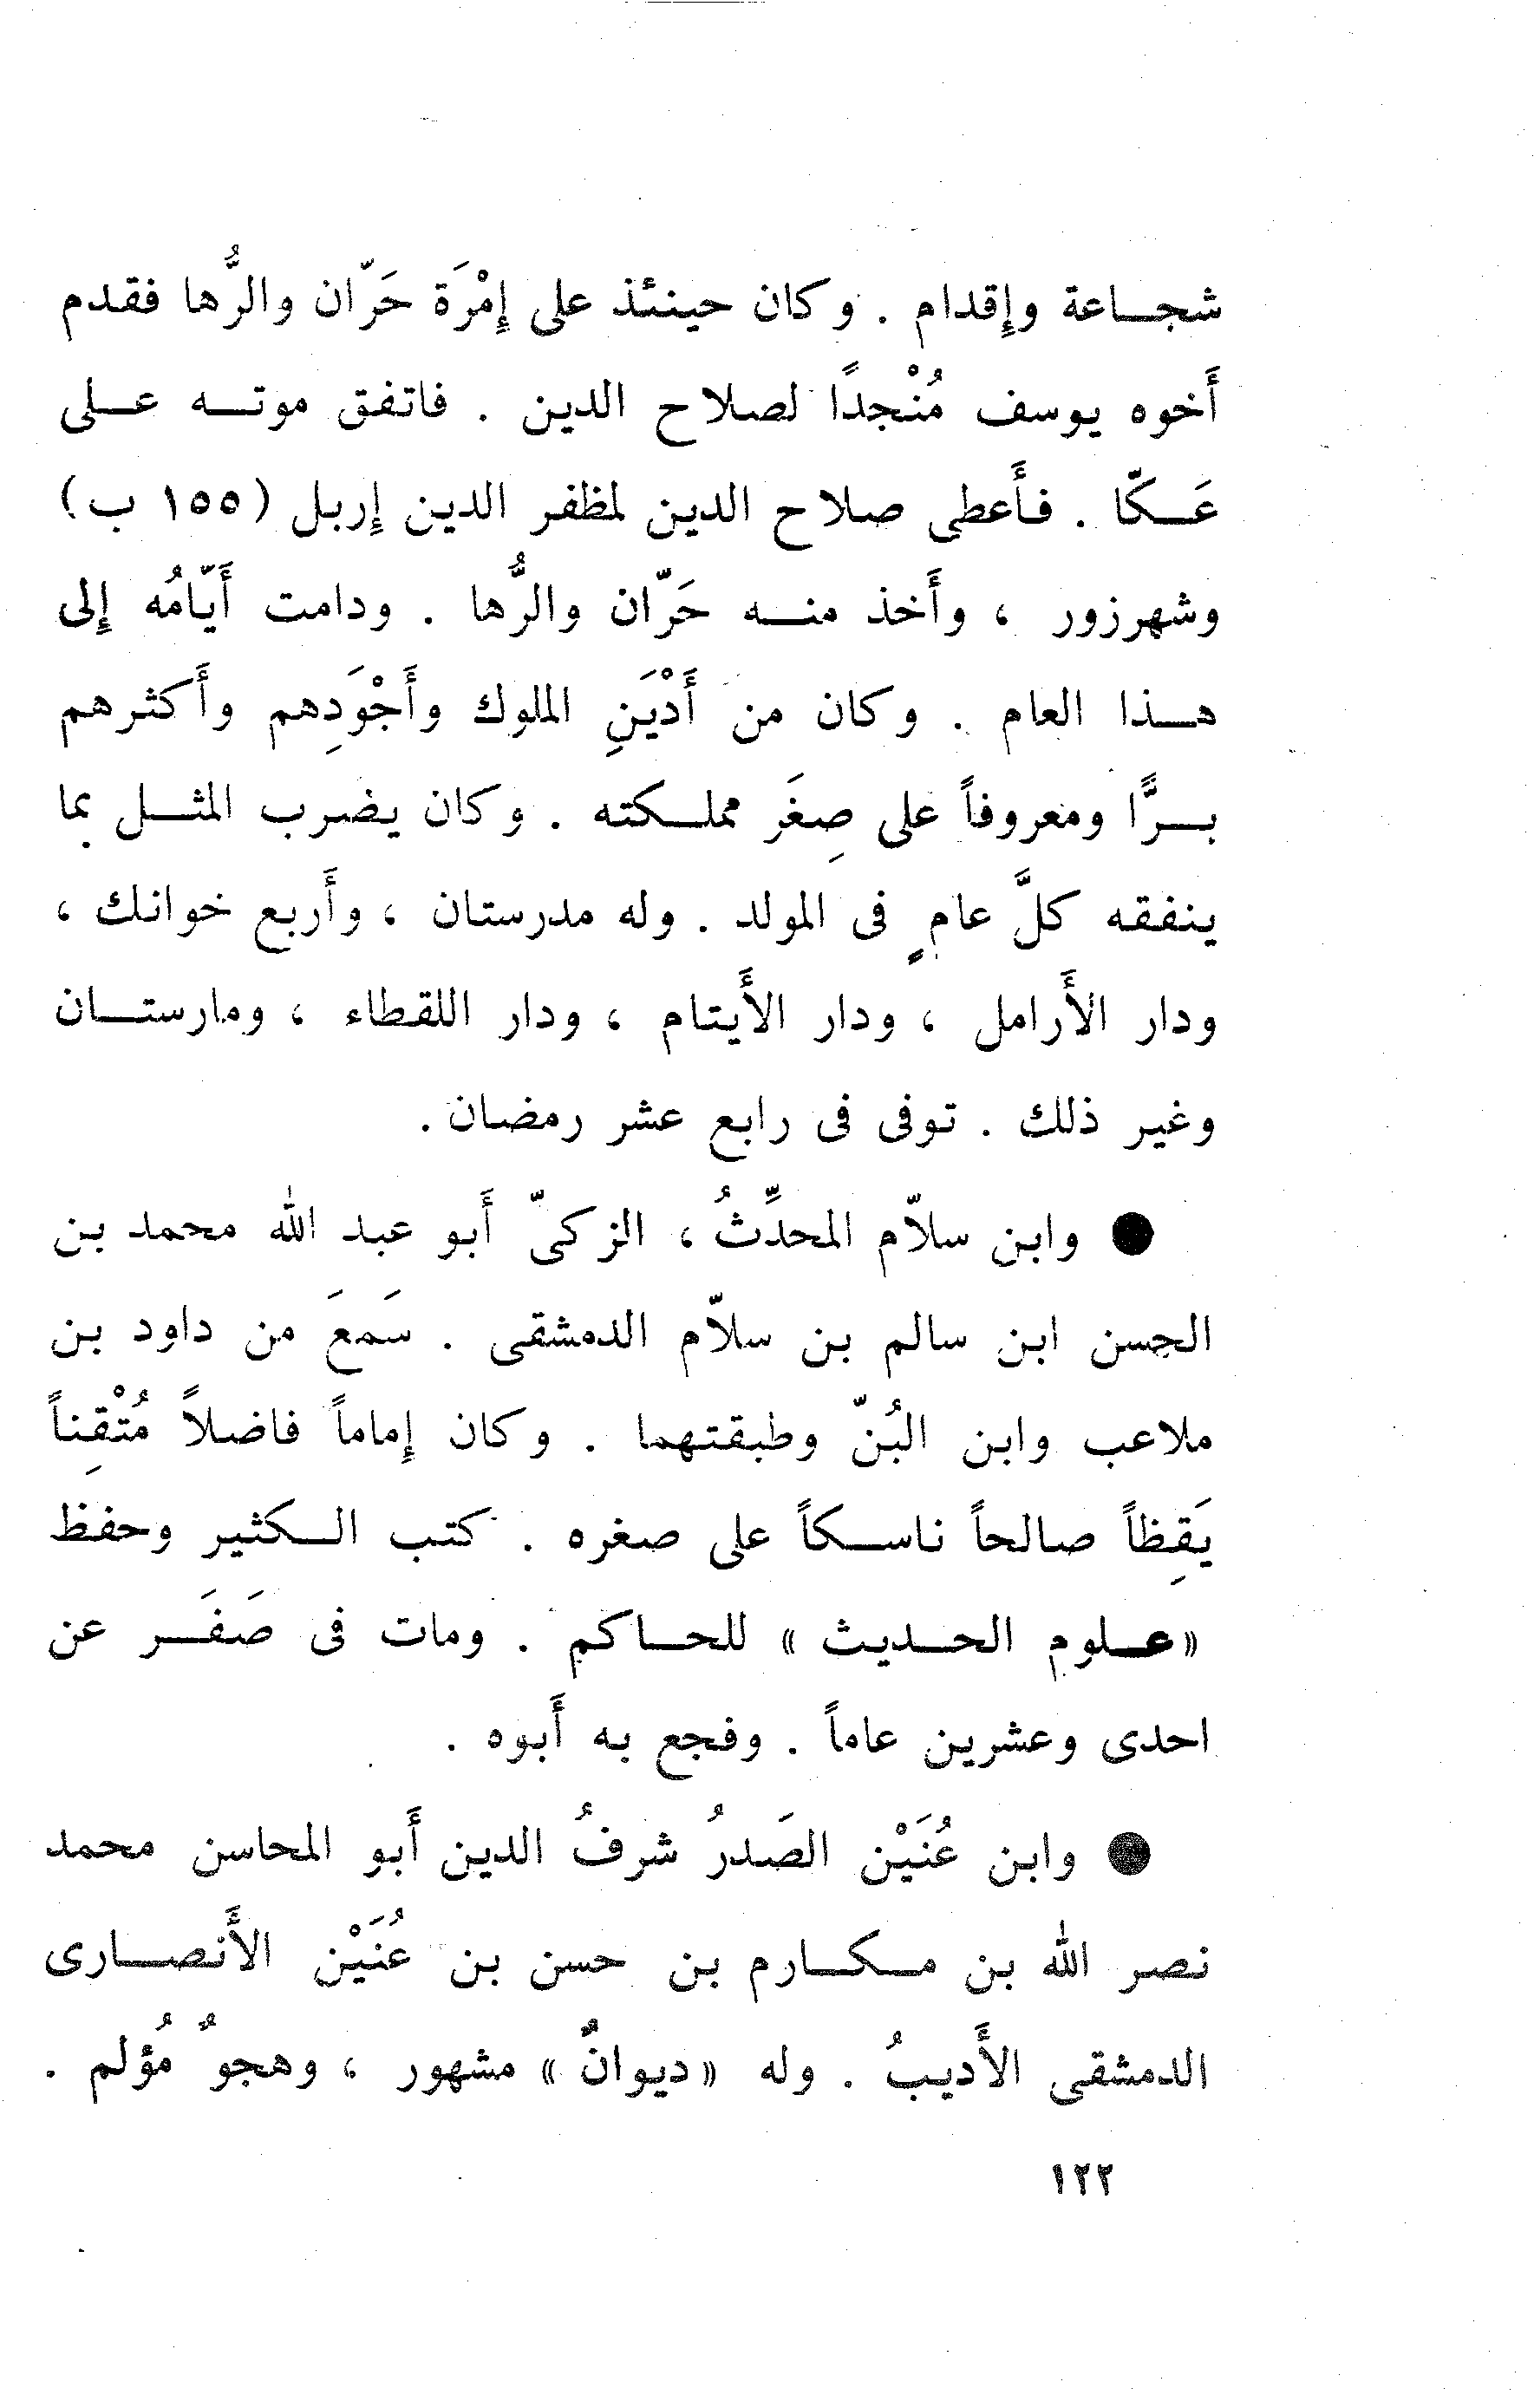 شجاعة وإقدام . وكان حينئذ على إمْرَة حَرّان والرُّها فقدم
أَخوه يوسف مُنْجدًا لصلاح الدين . فاتفق موته على
عَكّا . فأَعطى صلاح الدين لمظفر الدين إربل (١٥٥ ب)
وشهرزور ، وأَخذ منه حَرّان والرُّها . ودامت أَيّامُه إلى
هذا العام . وكان من أَدْيَنِ الملوك وأَجْوَدِهم وأَكثرهم
برًّا ومعروفاً على صِغَر مملكته . وكان يضرب المثل بما
ينفقه كلَّ عامٍ فى المولد . وله مدرستان ، وأَربع خوانك ،
ودار الأَرامل ، ودار الأَيتام ، ودار اللقطاء ، ومارستان
وغير ذلك . توفى فى رابع عشر رمضان .
● وابن سلاّم المحدِّثُ ، الزكىّ أَبو عبد الله محمد بن
الحسن ابن سالم بن سلاّم الدمشقى . سَمعَ من داود بن
ملاعب وابن البُنّ وطبقتهما . وكان إماماً فاضلاً مُتْقِناً
يَقِظاً صالحاً ناسكاً على صغره . كتب الكثير وحفظ
«علوم الحديث » للحاكم . ومات فى صَفَر عن
احدى وعشرين عاماً . وفجع به أَبوه .
● وابن عُنَيْن الصَدرُ شرفُ الدين أَبو المحاسن محمد
نصر الله بن مكارم بن حسن بن عُنَيْن الأَنصارى
الدمشقى الأَديبُ . وله «ديوانٌ » مشهور ، وهجوٌ مُؤلم .
١٢٢